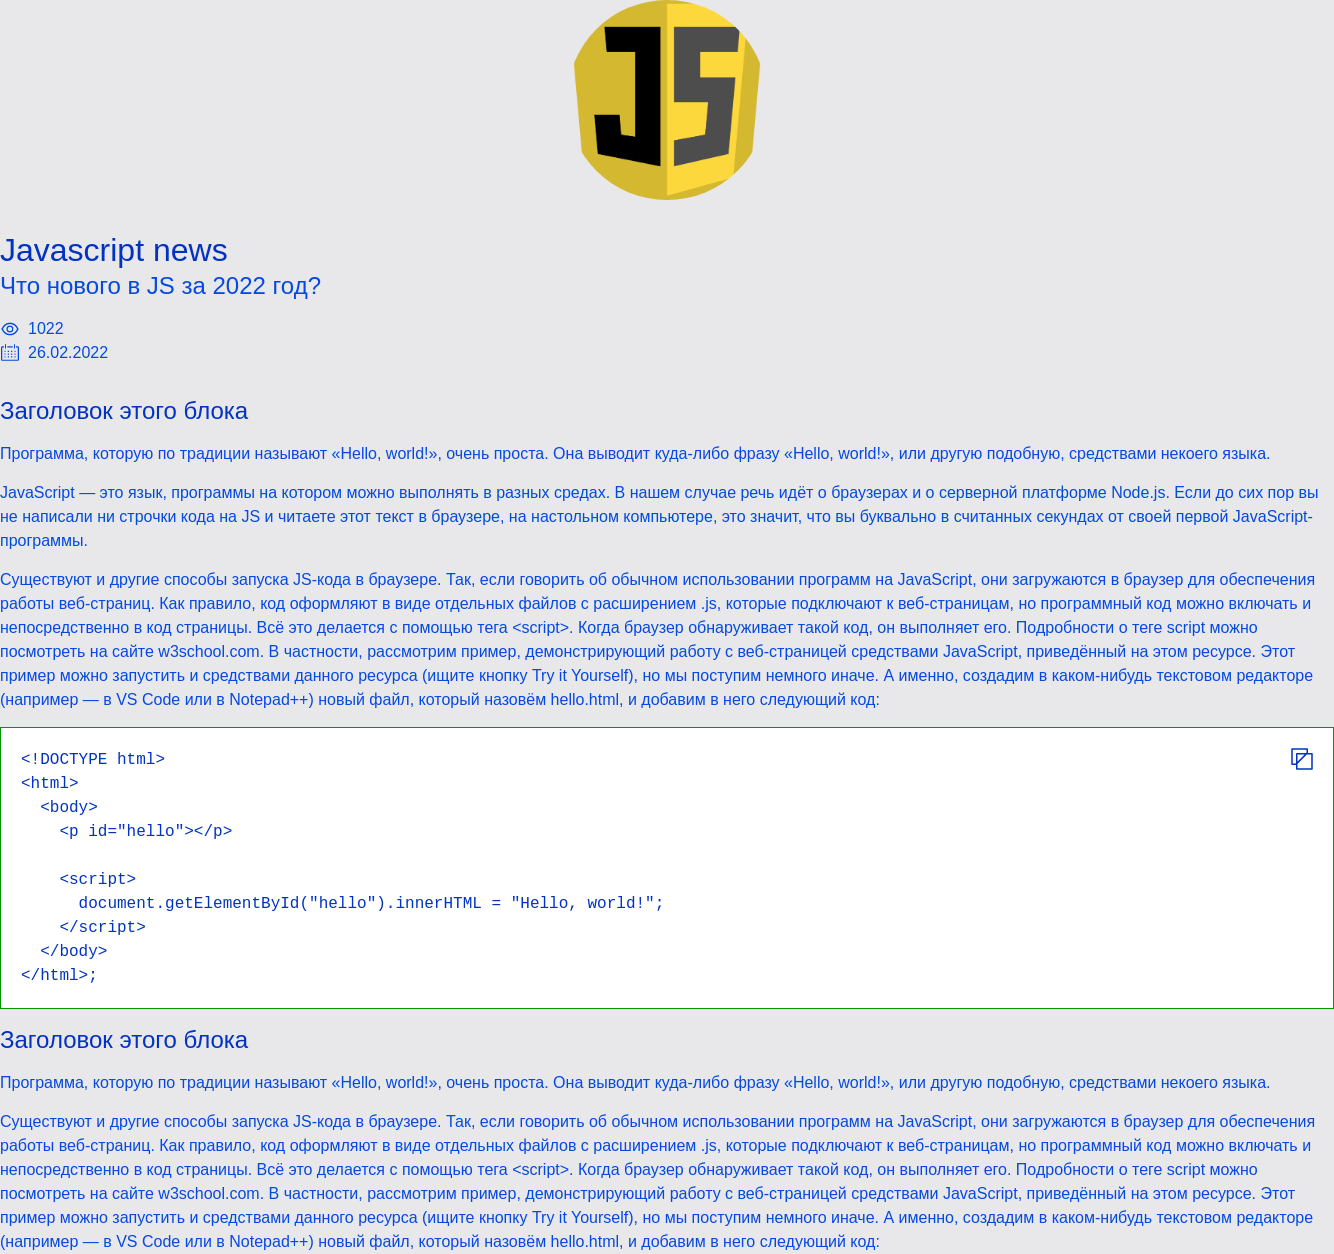 JS
Javascript news
Что нового в JS за 2022 год?
1022
26.02.2022
Заголовок этого блока
Программа, которую по традиции называют «Hello, world!», очень проста. Она выводит куда-либо фразу «Hello, world!», или другую подобную, средствами некоего языка.
JavaScript — это язык, программы на котором можно выполнять в разных средах. В нашем случае речь идёт о браузерах и о серверной платформе Node.js. Если до сих пор вы
не написали ни строчки кода на JS и читаете этот текст в браузере, на настольном компьютере, это значит, что вы буквально в считанных секундах от своей первой JavaScript-
программы.
Существуют и другие способы запуска JS-кода в браузере. Так, если говорить об обычном использовании программ на JavaScript, они загружаются в браузер для обеспечения
работы веб-страниц. Как правило, код оформляют в виде отдельных файлов с расширением .js, которые подключают к веб-страницам, но программный код можно включать и
непосредственно в код страницы. Всё это делается с помощью тега <script>. Когда браузер обнаруживает такой код, он выполняет его. Подробности о теге script можно
посмотреть на сайте w3school.com. В частности, рассмотрим пример, демонстрирующий работу с веб-страницей средствами JavaScript, приведённый на этом ресурсе. Этот
пример можно запустить и средствами данного ресурса (ищите кнопку Try it Yourself), но мы поступим немного иначе. А именно, создадим в каком-нибудь текстовом редакторе
(например — в VS Code или в Notepad++) новый файл, который назовём hello.html, и добавим в него следующий код:
<!DOCTYPE html>
<html>
  <body>
    <p id="hello"></p>
    <script>
      document.getElementById("hello").innerHTML = "Hello, world!";
    </script>
  </body>
</html>;
Заголовок этого блока
Программа, которую по традиции называют «Hello, world!», очень проста. Она выводит куда-либо фразу «Hello, world!», или другую подобную, средствами некоего языка.
Существуют и другие способы запуска JS-кода в браузере. Так, если говорить об обычном использовании программ на JavaScript, они загружаются в браузер для обеспечения
работы веб-страниц. Как правило, код оформляют в виде отдельных файлов с расширением .js, которые подключают к веб-страницам, но программный код можно включать и
непосредственно в код страницы. Всё это делается с помощью тега <script>. Когда браузер обнаруживает такой код, он выполняет его. Подробности о теге script можно
посмотреть на сайте w3school.com. В частности, рассмотрим пример, демонстрирующий работу с веб-страницей средствами JavaScript, приведённый на этом ресурсе. Этот
пример можно запустить и средствами данного ресурса (ищите кнопку Try it Yourself), но мы поступим немного иначе. А именно, создадим в каком-нибудь текстовом редакторе
(например — в VS Code или в Notepad++) новый файл, который назовём hello.html, и добавим в него следующий код: